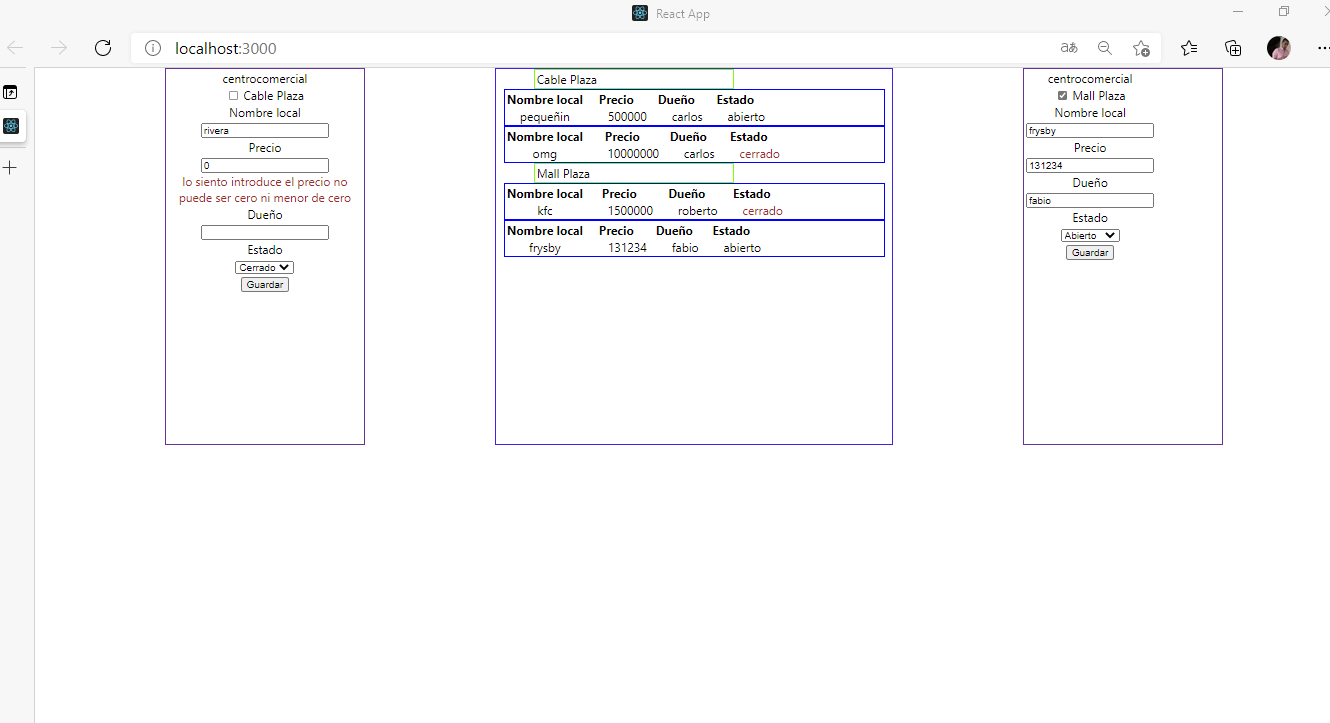 React App
localhost:3000
aあ
centrocomercial
Cable Plaza
Nombre local
rivera
Precio
0
lo siento introduce el precio no
puede ser cero ni menor de cero
Dueño
Estado
Cerrado
Guardar
Cable Plaza
Nombre local Precio Dueño Estado
pequeñin 500000 carlos abierto
Nombre local Precio Dueño Estado
omg 10000000 carlos cerrado
Mall Plaza
Nombre local Precio Dueño Estado
kfc 1500000 roberto cerrado
Nombre local Precio Dueño Estado
frysby 131234 fabio abierto
centrocomercial
Mall Plaza
Nombre local
frysby
Precio
131234
Dueño
fabio
Estado
Abierto
Guardar